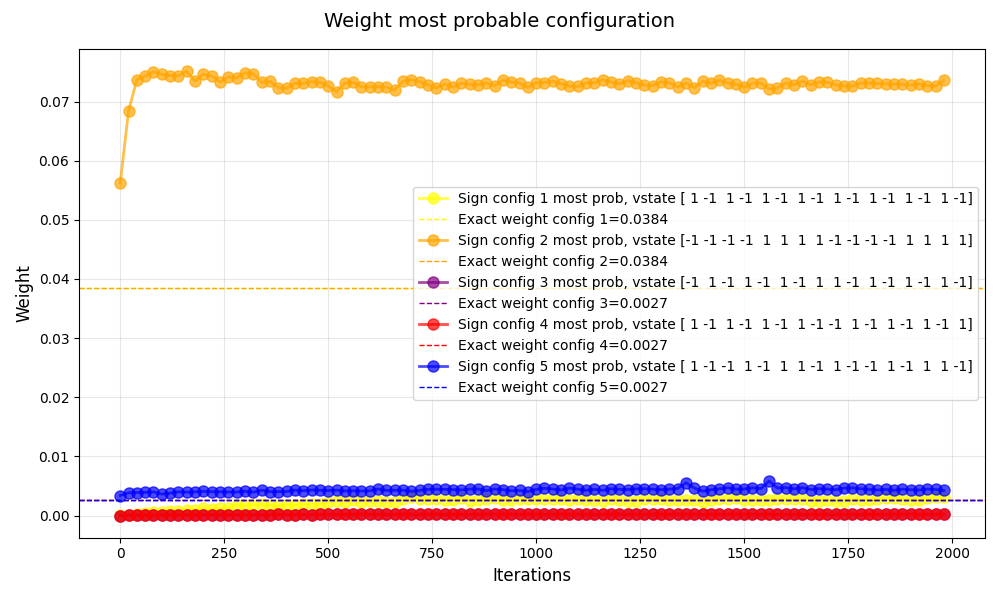 Weight most probable configuration
Weight
0.07
0.06
0.05
0.04
0.03
0.02
0.01
0.00
Sign config 1 most prob, vstate [ 1 -1  1 -1  1 -1  1 -1  1 -1  1 -1  1 -1  1 -1]
Exact weight config 1=0.0384
Sign config 2 most prob, vstate [-1 -1 -1 -1  1  1  1  1 -1 -1 -1 -1  1  1  1  1]
Exact weight config 2=0.0384
Sign config 3 most prob, vstate [-1  1  1 -1  1 -1  1 -1  1 -1  1 -1  1 -1  1 -1]
Exact weight config 3=0.0027
Sign config 4 most prob, vstate [ 1 -1  1 -1  1 -1  1 -1 -1  1 -1  1 -1  1 -1  1]
Exact weight config 4=0.0027
Sign config 5 most prob, vstate [ 1 -1 -1  1 -1  1  1 -1  1 -1 -1  1 -1  1  1 -1]
Exact weight config 5=0.0027
0
250
500
750
1000
1250
1500
1750
2000
Iterations